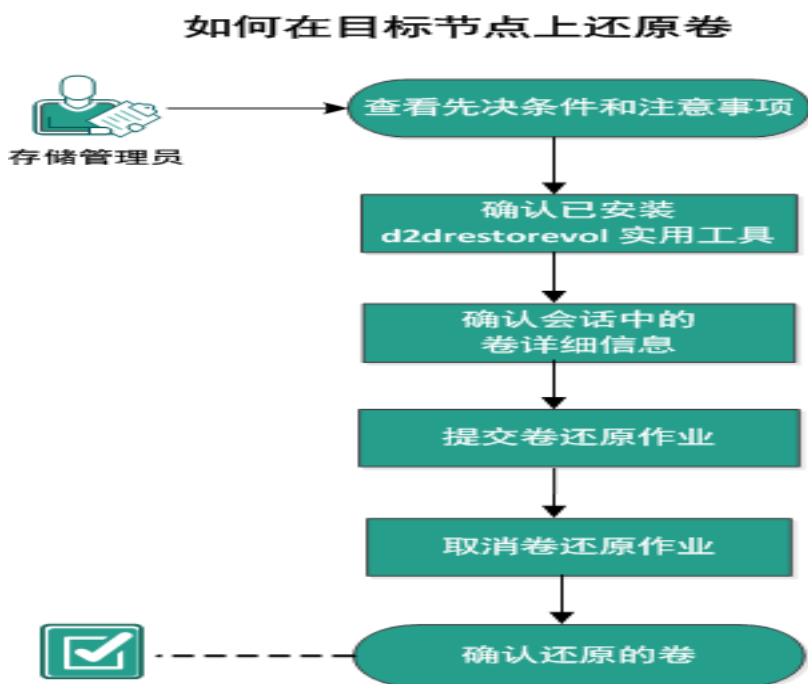 如何在目标节点上还原卷
查看先决条件和注意事项
存储管理员
确认已安装
d2drestorevol 实用工具
确认会话中的
卷详细信息
提交卷还原作业
取消卷还原作业
确认还原的卷